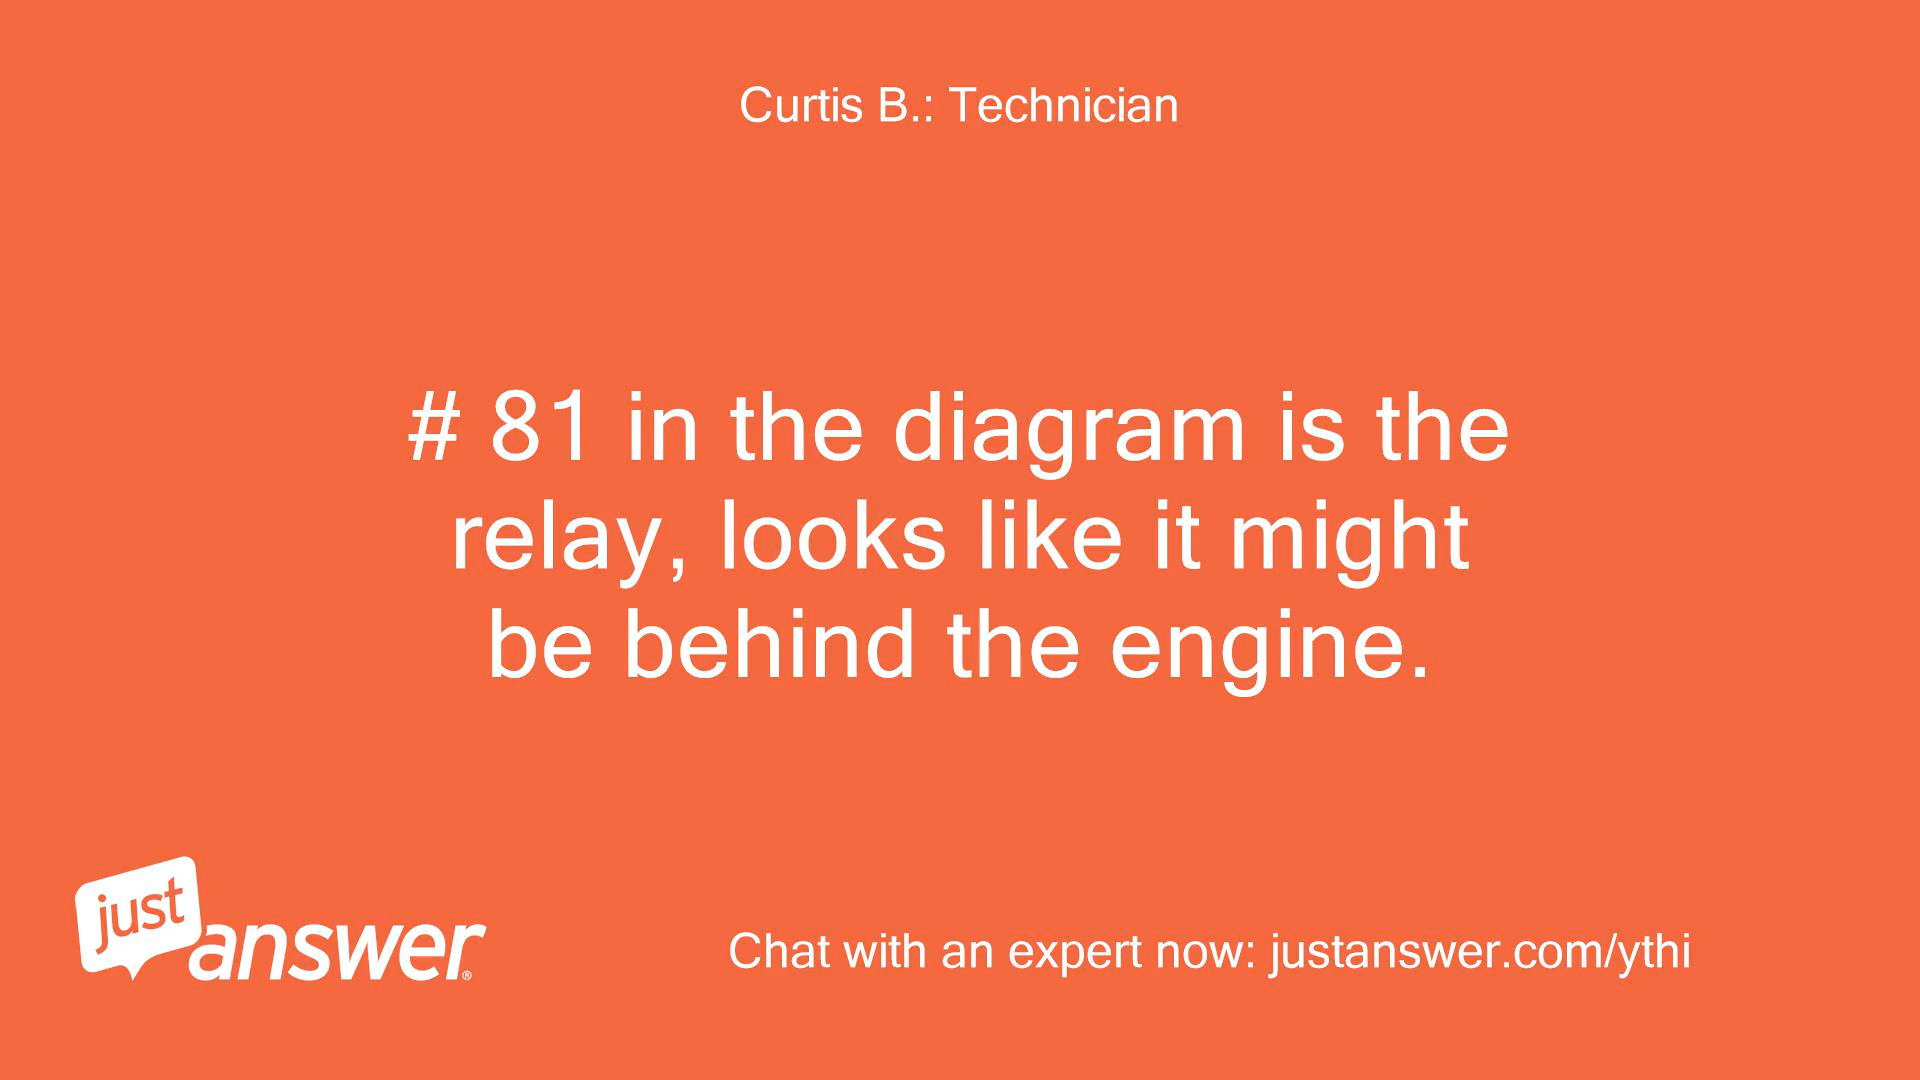 Curtis B.: Technician
# 81 in the diagram is the
relay, looks like it might
be behind the engine.
just
answer®
Chat with an expert now: justanswer.com/ythi